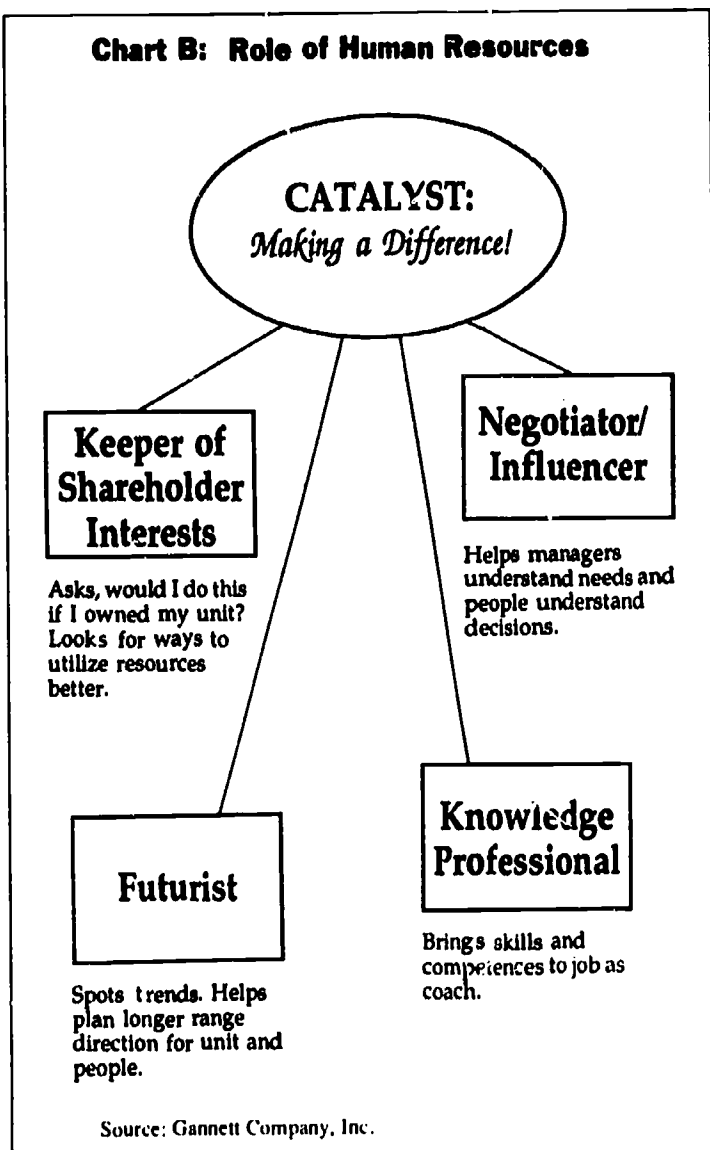 Chart B: Role of Human Resources
CATALYST:
Making a Difference!
Keeper of
Shareholder
Interests
Asks, would I do this
if I owned my unit?
Looks for ways to
utilize resources
better.
Negotiator/
Influencer
Helps managers
understand needs and
people understand
decisions.
Futurist
Spots trends. Helps
plan longer range
direction for unit and
people.
Knowledge
Professional
Brings skills and
competences to job as
coach.
Source: Gannett Company, Inc.